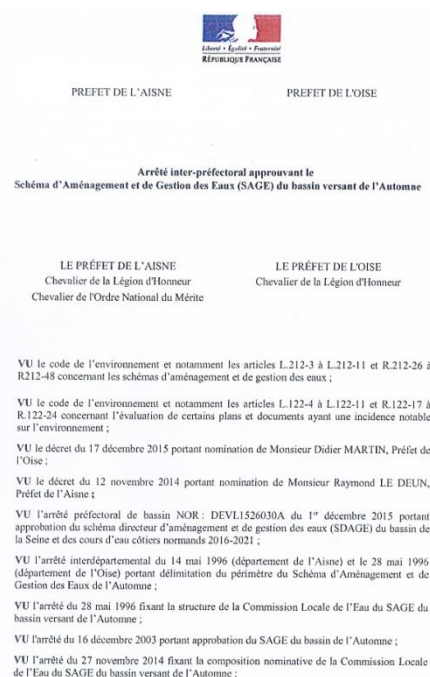 Liberté • Égalité • Fraternité
RÉPUBLIQUE FRANÇAISE
PREFET DE L'AISNE
PREFET DE L'OISE
Arrêté inter-préfectoral approuvant le
Schéma d'Aménagement et de Gestion des Eaux (SAGE) du bassin versant de l'Automne
LE PRÉFET DE L'AISNE
Chevalier de la Légion d'Honneur
Chevalier de l'Ordre National du Mérite
LE PRÉFET DE L'OISE
Chevalier de la Légion d'Honneur
VU le code de l'environnement et notamment les articles L.212-3 à L.212-11 et R.212-26 à
R212-48 concernant les schémas d'aménagement et de gestion des eaux ;
VU le code de l'environnement et notamment les articles L.122-4 à L.122-11 et R.122-17 à
R.122-24 concernant l'évaluation de certains plans et documents ayant une incidence notable
sur l'environnement ;
VU le décret du 17 décembre 2015 portant nomination de Monsieur Didier MARTIN, Préfet de
l'Oise ;
VU le décret du 12 novembre 2014 portant nomination de Monsieur Raymond LE DEUN,
Préfet de l'Aisne ;
VU l'arrêté préfectoral de bassin NOR : DEVL1526030A du 1er décembre 2015 portant
approbation du schéma directeur d'aménagement et de gestion des eaux (SDAGE) du bassin de
la Seine et des cours d'eau côtiers normands 2016-2021 ;
VU l'arrêté interdépartemental du 14 mai 1996 (département de l'Aisne) et le 28 mai 1996
(département de l'Oise) portant délimitation du périmètre du Schéma d'Aménagement et de
Gestion des Eaux de l'Automne ;
VU l'arrêté du 28 mai 1996 fixant la structure de la Commission Locale de l'Eau du SAGE du
bassin versant de l'Automne ;
VU l'arrêté du 16 décembre 2003 portant approbation du SAGE du bassin de l'Automne ;
VU l'arrêté du 27 novembre 2014 fixant la composition nominative de la Commission Locale
de l'Eau du SAGE du bassin versant de l'Automne ;